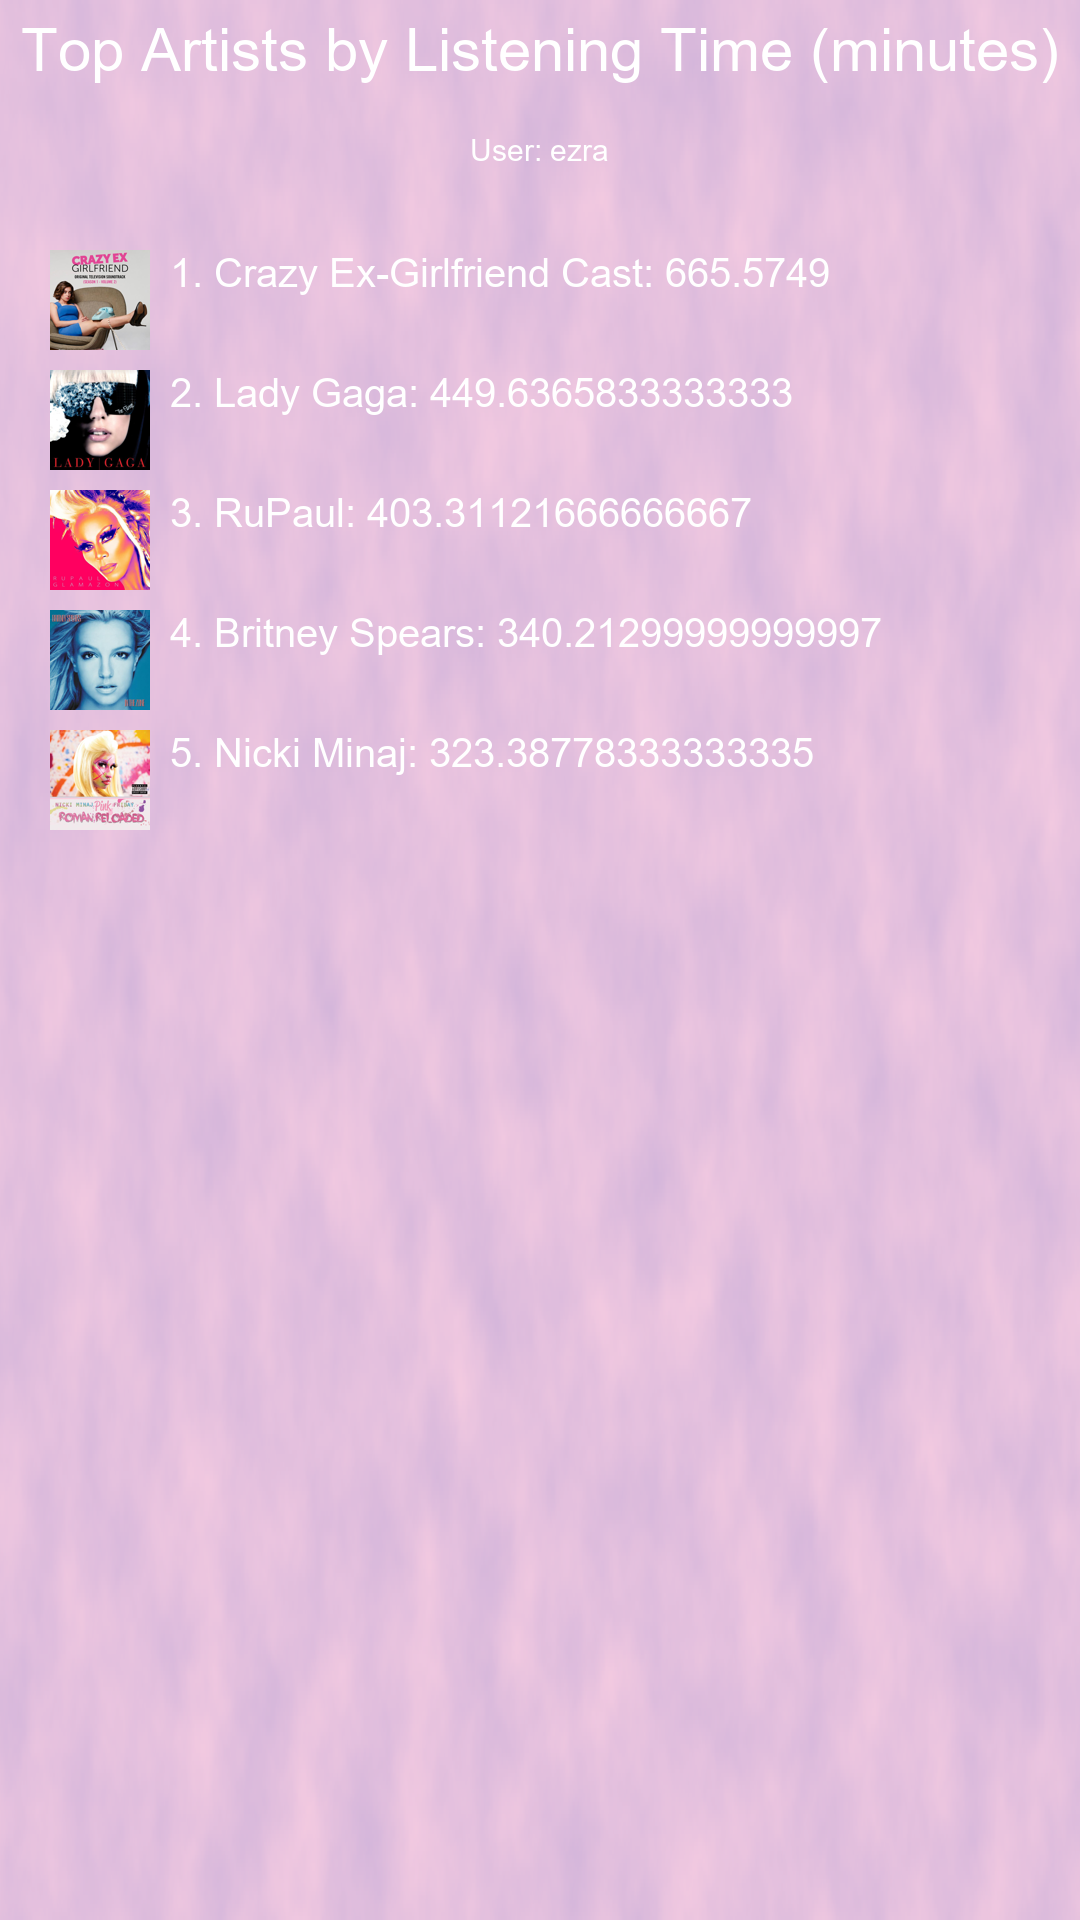 Top Artists by Listening Time (minutes)
User: ezra
CRAZY EX
GIRLFRIEND
ORIGINAL TELEVISION SOUNDTRACK
1. Crazy Ex-Girlfriend Cast: 665.5749
2. Lady Gaga: 449.6365833333333
LADY GAGA
3. RuPaul: 403.31121666666667
RUPAUL
GLAMAZON
4. Britney Spears: 340.21299999999997
5. Nicki Minaj: 323.38778333333335
NICKI MINAJ Pink FRIDAY
ROMAN RELOADED